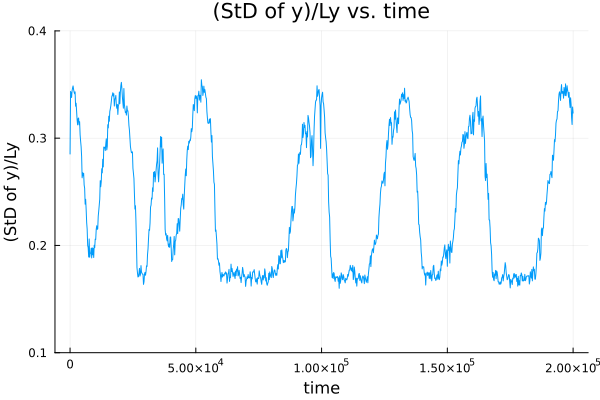 (StD of y)/Ly vs. time
0.4
0.3
0.2
0.1
(StD of y)/Ly
0 5.00×10⁴ 1.00×10⁵ 1.50×10⁵ 2.00×10⁵
time